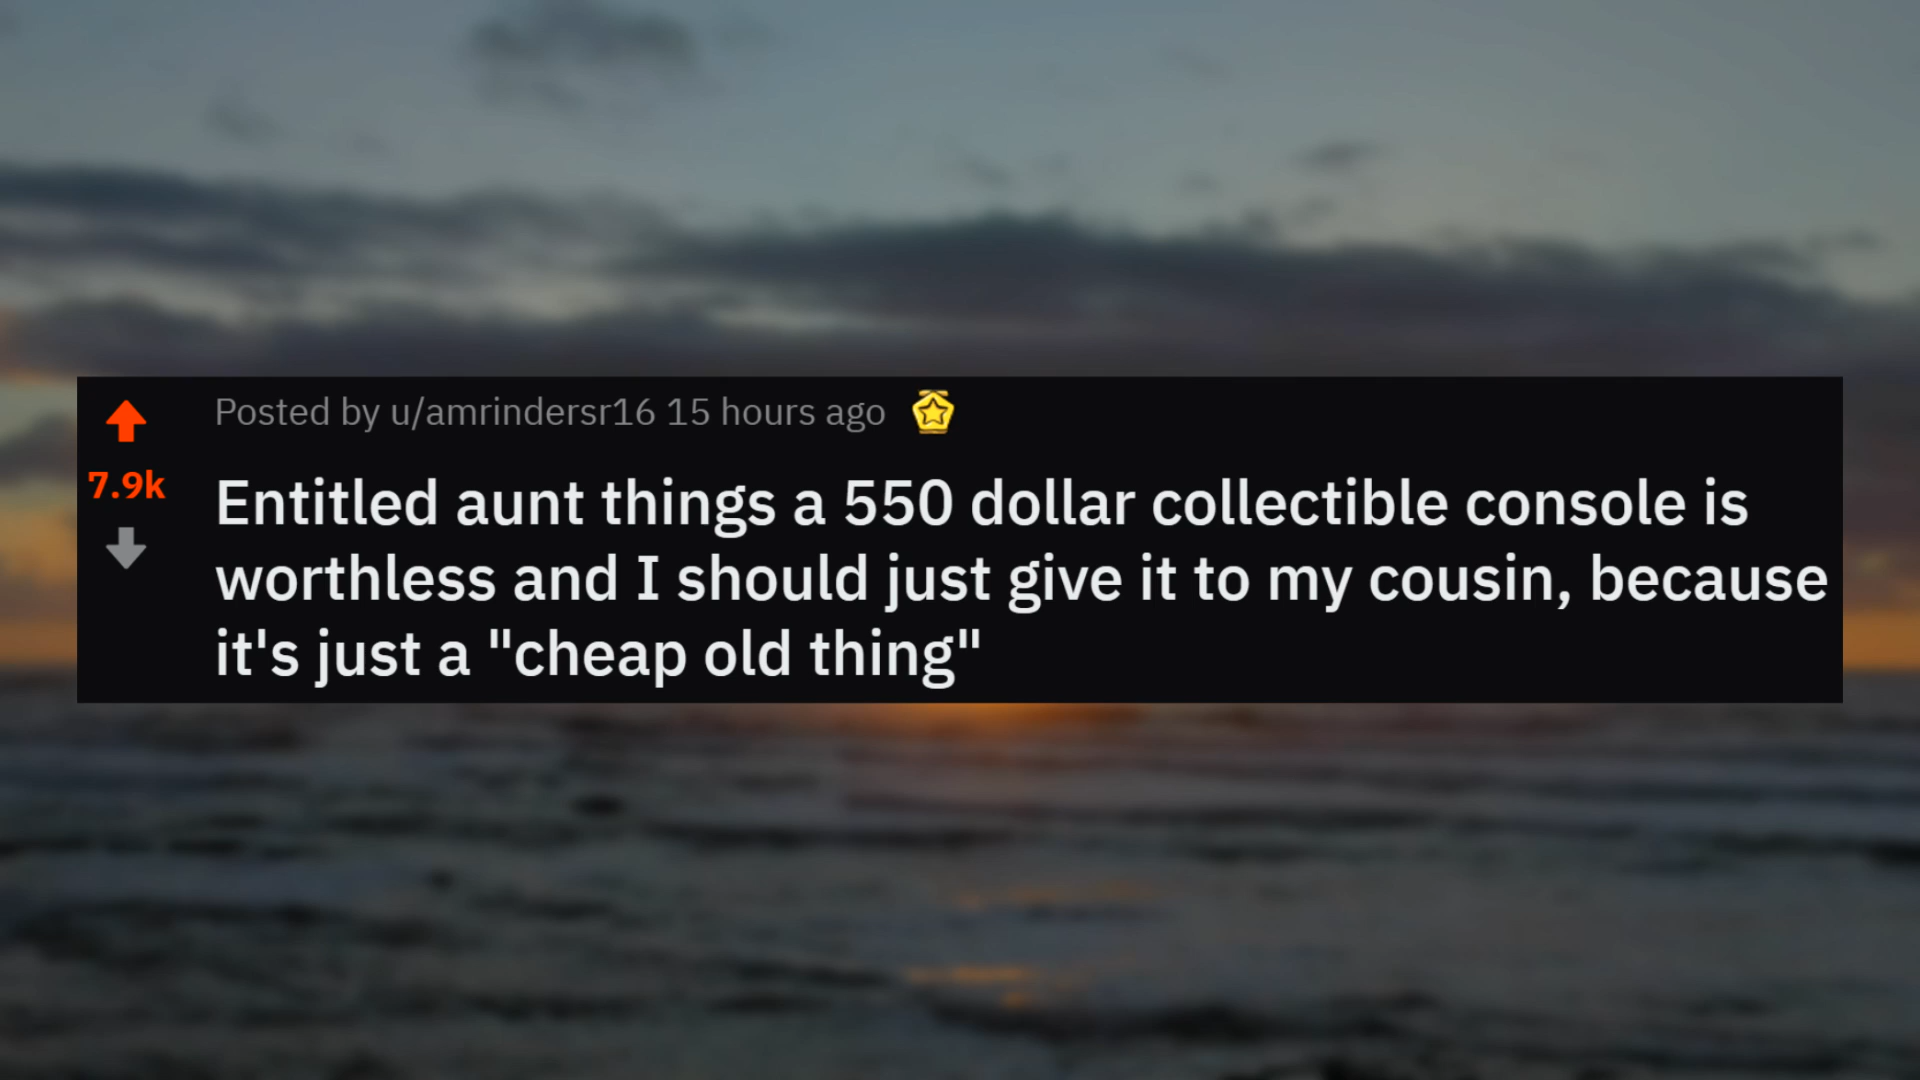 Posted by u/amrindersr16 15 hours ago
7.9k
Entitled aunt things a 550 dollar collectible console is
worthless and I should just give it to my cousin, because
it's just a "cheap old thing"